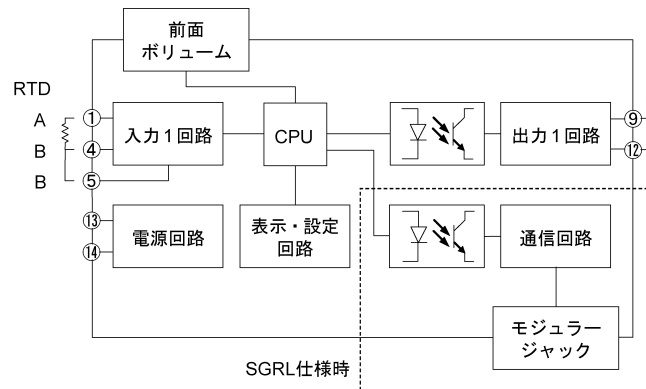 前面
ボリューム
RTD
A
B
B
①
④
⑤
入力１回路
CPU
出力１回路
⑨
⑫
⑬
⑭
電源回路
表示・設定
回路
通信回路
モジュラー
ジャック
SGRL仕様時